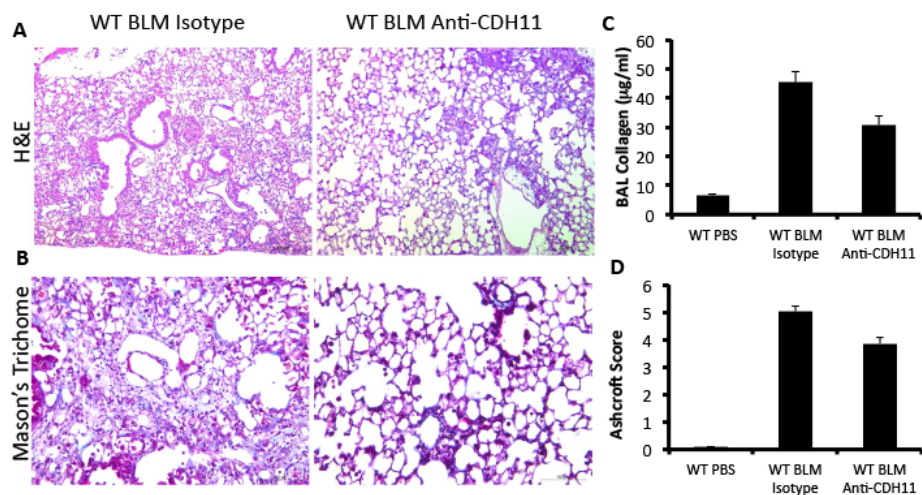 WT BLM Isotype
WT BLM Anti-CDH11
A
H&E
B
Mason's Trichome
C
BAL Collagen (µg/ml)
60
50
40
30
20
10
0
WT PBS
WT BLM
Isotype
WT BLM
Anti-CDH11
D
Ashcroft Score
6
5
4
3
2
1
0
WT PBS
WT BLM
Isotype
WT BLM
Anti-CDH11